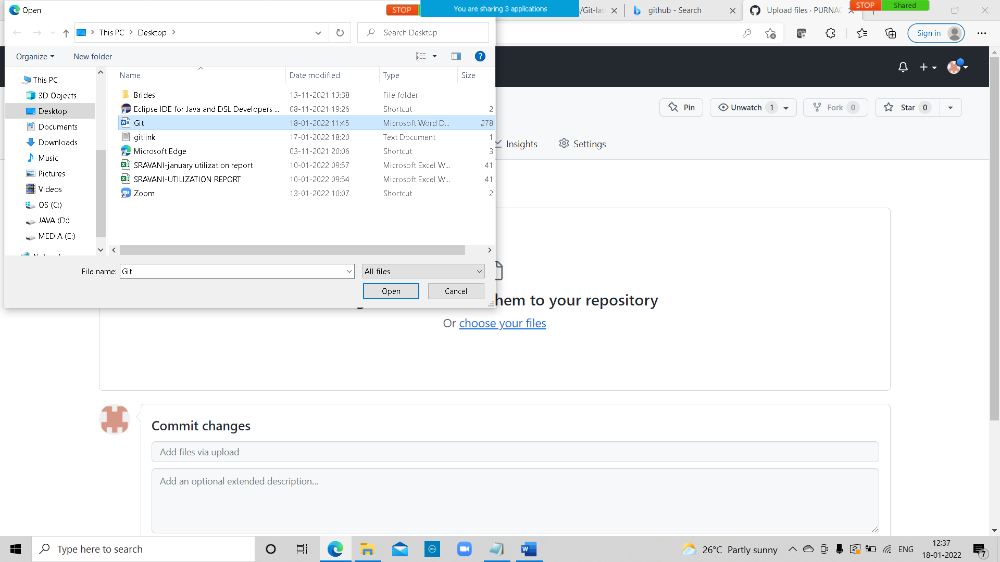 Open
STOP
You are sharing 3 applications
/Git-lat
github - Search
Upload files · PURNAC
STOP
Shared
This PC
Desktop
Search Desktop
Sign in
Organize
New folder
Name
Date modified
Type
Size
This PC
3D Objects
Desktop
Documents
Downloads
Music
Pictures
Videos
OS (C:)
JAVA (D:)
MEDIA (E:)
Brides 13-11-2021 13:38 File folder
Eclipse IDE for Java and DSL Developers ... 08-11-2021 19:26 Shortcut 2
Git 18-01-2022 11:45 Microsoft Word D... 278
gitlink 17-01-2022 18:20 Text Document 1
Microsoft Edge 03-11-2021 20:06 Shortcut 3
SRAVANI-january utilization report 10-01-2022 09:57 Microsoft Excel W... 41
SRAVANI-UTILIZATION REPORT 10-01-2022 09:54 Microsoft Excel W... 41
Zoom 13-01-2022 10:07 Shortcut 2
File name: Git
All files
Open
Cancel
Pin
Unwatch 1
Fork 0
Star 0
Insights
Settings
hem to your repository
Or choose your files
Commit changes
Add files via upload
Add an optional extended description...
Type here to search
26°C Partly sunny
ENG
12:37
18-01-2022
7